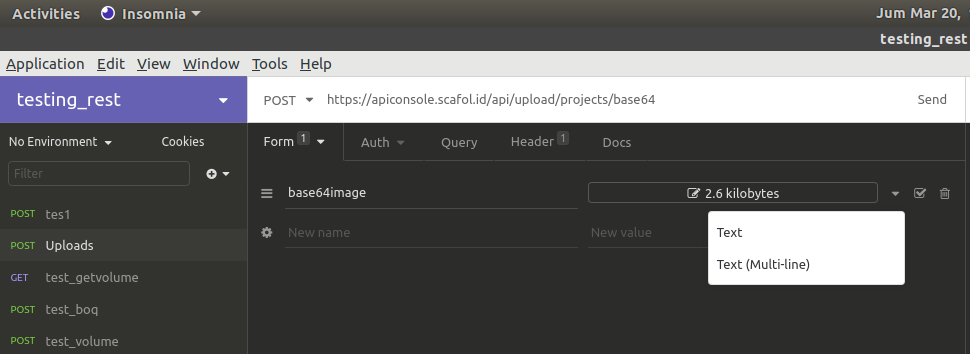 Activities Insomnia Jum Mar 20,
testing_rest
Application Edit View Window Tools Help
testing_rest POST https://apiconsole.scafol.id/api/upload/projects/base64 Send
No Environment Cookies Form 1 Auth Query Header 1 Docs
Filter
base64image 2.6 kilobytes
POST tes1
New name New value Text
POST Uploads
Text (Multi-line)
GET test_getvolume
POST test_boq
POST test_volume